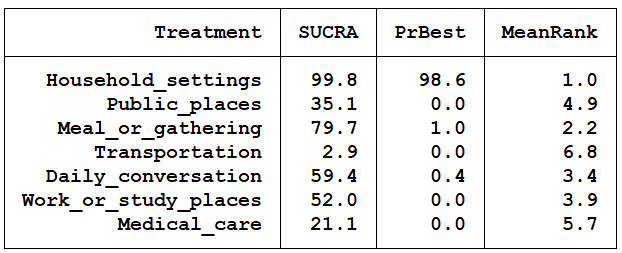 Treatment SUCRA PrBest MeanRank
Household_settings 99.8 98.6 1.0
Public_places 35.1 0.0 4.9
Meal_or_gathering 79.7 1.0 2.2
Transportation 2.9 0.0 6.8
Daily_conversation 59.4 0.4 3.4
Work_or_study_places 52.0 0.0 3.9
Medical_care 21.1 0.0 5.7